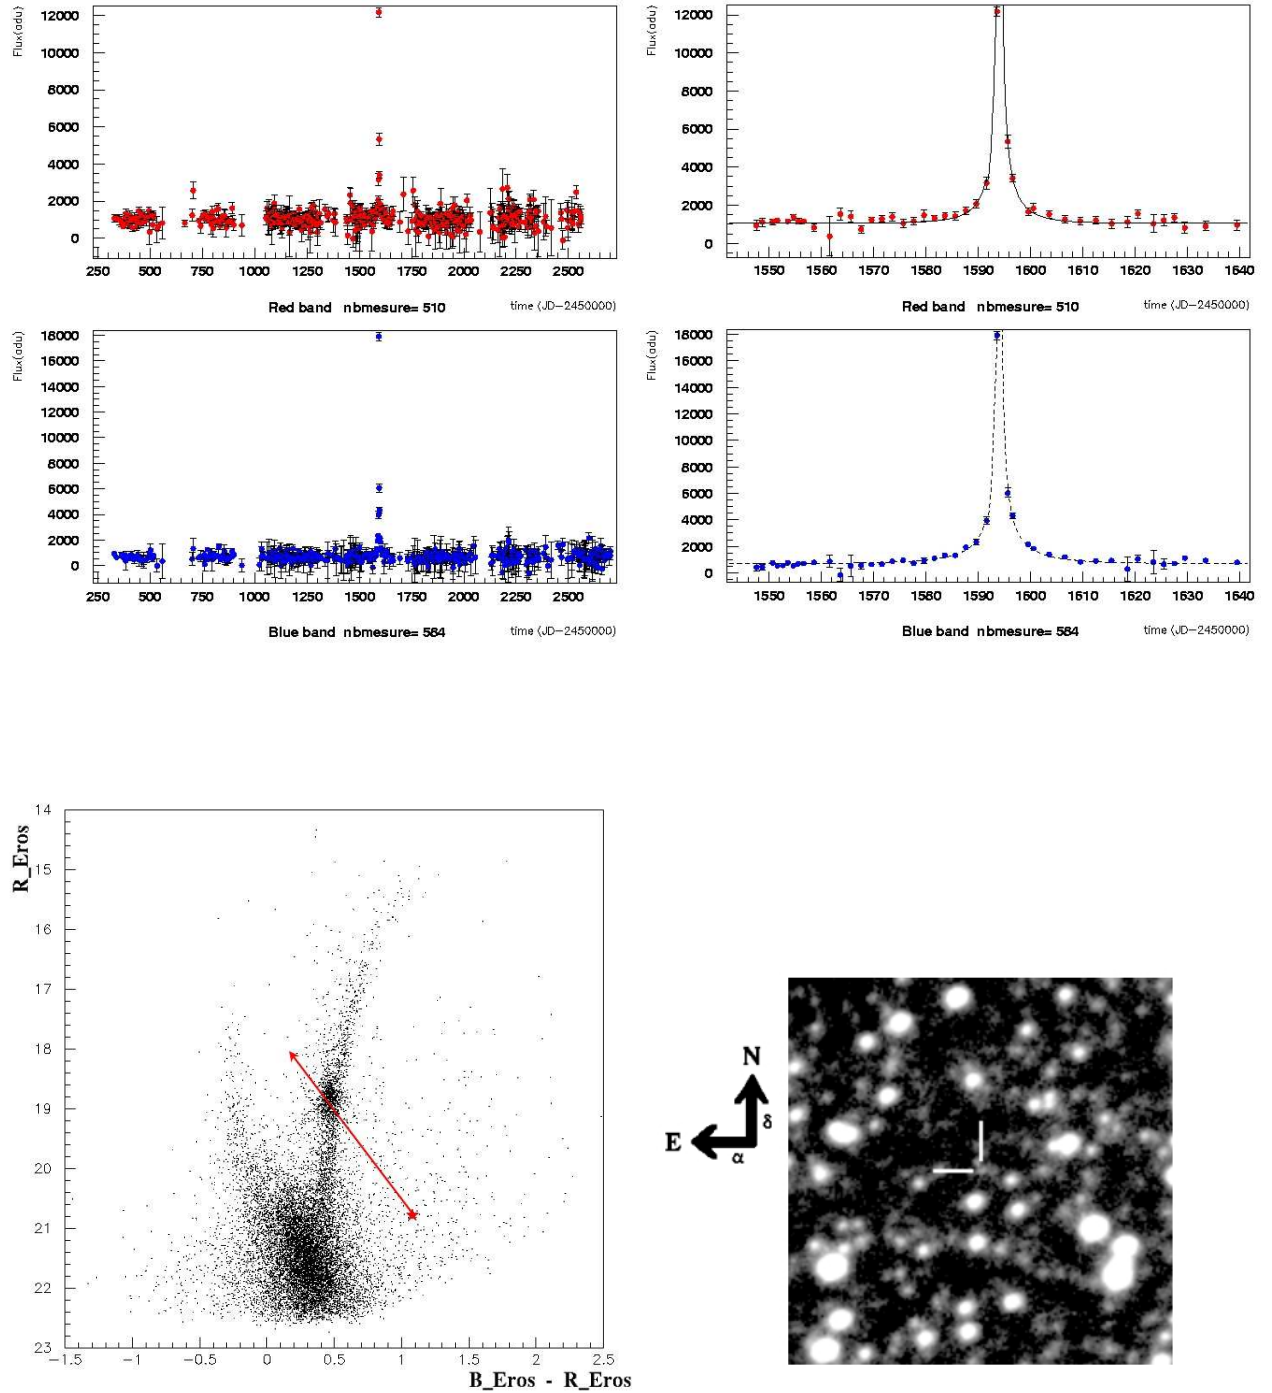 Flux(adu)
12000
10000
8000
6000
4000
2000
0
250 500 750 1000 1250 1500 1750 2000 2250 2500
Red band nbmesure= 510 time (JD-2450000)
Flux(adu)
12000
10000
8000
6000
4000
2000
0
1550 1560 1570 1580 1590 1600 1610 1620 1630 1640
Red band nbmesure= 510 time (JD-2450000)
Flux(adu)
18000
16000
14000
12000
10000
8000
6000
4000
2000
0
250 500 750 1000 1250 1500 1750 2000 2250 2500
Blue band nbmesure= 584 time (JD-2450000)
Flux(adu)
18000
16000
14000
12000
10000
8000
6000
4000
2000
0
1550 1560 1570 1580 1590 1600 1610 1620 1630 1640
Blue band nbmesure= 584 time (JD-2450000)
R_Eros
14
15
16
17
18
19
20
21
22
23
−1.5 −1 −0.5 0 0.5 1 1.5 2 2.5
B_Eros - R_Eros
N
δ
E
α